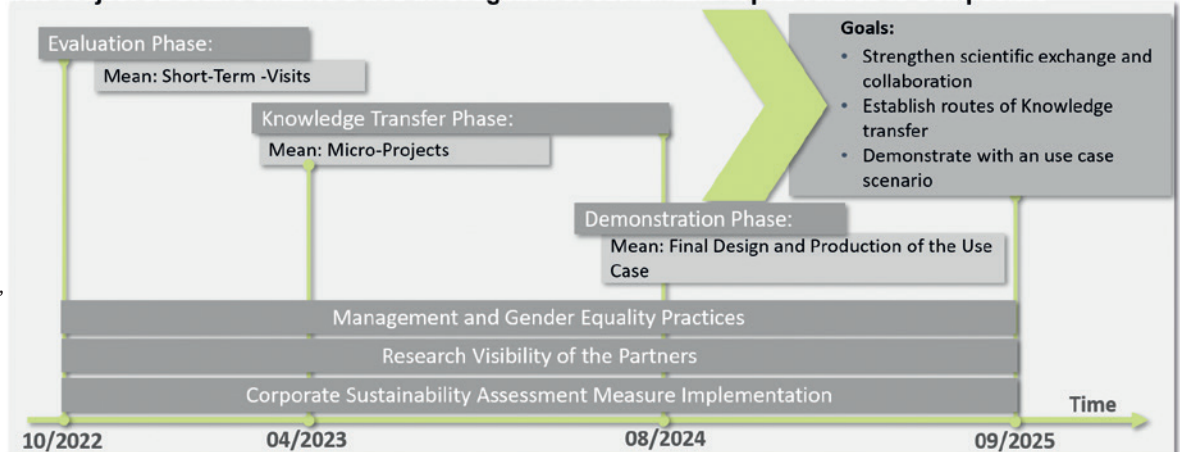 Evaluation Phase:
Mean: Short-Term -Visits
Knowledge Transfer Phase:
Mean: Micro-Projects
Goals:
• Strengthen scientific exchange and
collaboration
• Establish routes of Knowledge
transfer
• Demonstrate with an use case
scenario
Demonstration Phase:
Mean: Final Design and Production of the Use
Case
Management and Gender Equality Practices
Research Visibility of the Partners
Corporate Sustainability Assessment Measure Implementation
Time
10/2022
04/2023
08/2024
09/2025